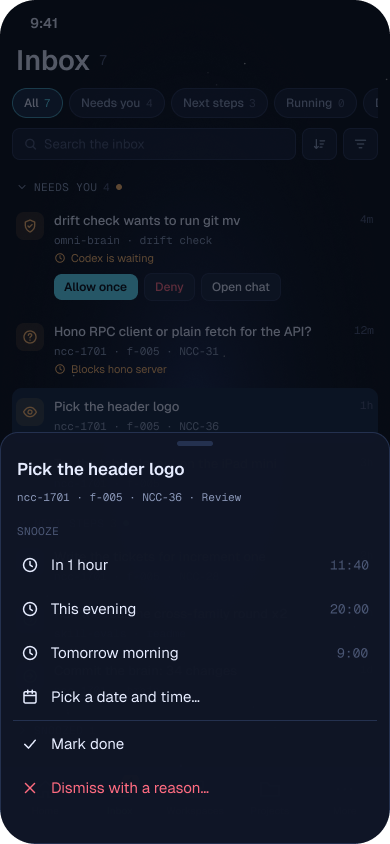 9:41
Inbox 7
All 7 Needs you 4 Next steps 3 Running 0
Search the inbox
NEEDS YOU 4
drift check wants to run git mv 4m
omni-brain · drift check
Codex is waiting
Allow once Deny Open chat
Hono RPC client or plain fetch for the API? 12m
ncc-1701 · f-005 · NCC-31
Blocks hono server
Pick the header logo 1h
ncc-1701 · f-005 · NCC-36
Pick the header logo
ncc-1701 · f-005 · NCC-36 · Review
SNOOZE
In 1 hour 11:40
This evening 20:00
Tomorrow morning 9:00
Pick a date and time…
Mark done
Dismiss with a reason…